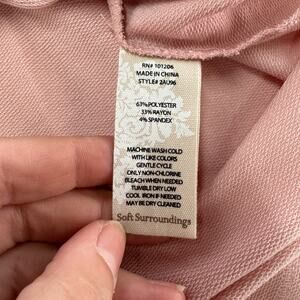 RN# 101206
MADE IN CHINA
STYLE# 2AU96
63% POLYESTER
33% RAYON
4% SPANDEX
MACHINE WASH COLD
WITH LIKE COLORS
GENTLE CYCLE
ONLY NON-CHLORINE
BLEACH WHEN NEEDED
TUMBLE DRY LOW
COOL IRON IF NEEDED
MAY BE DRY CLEANED
Soft Surroundings